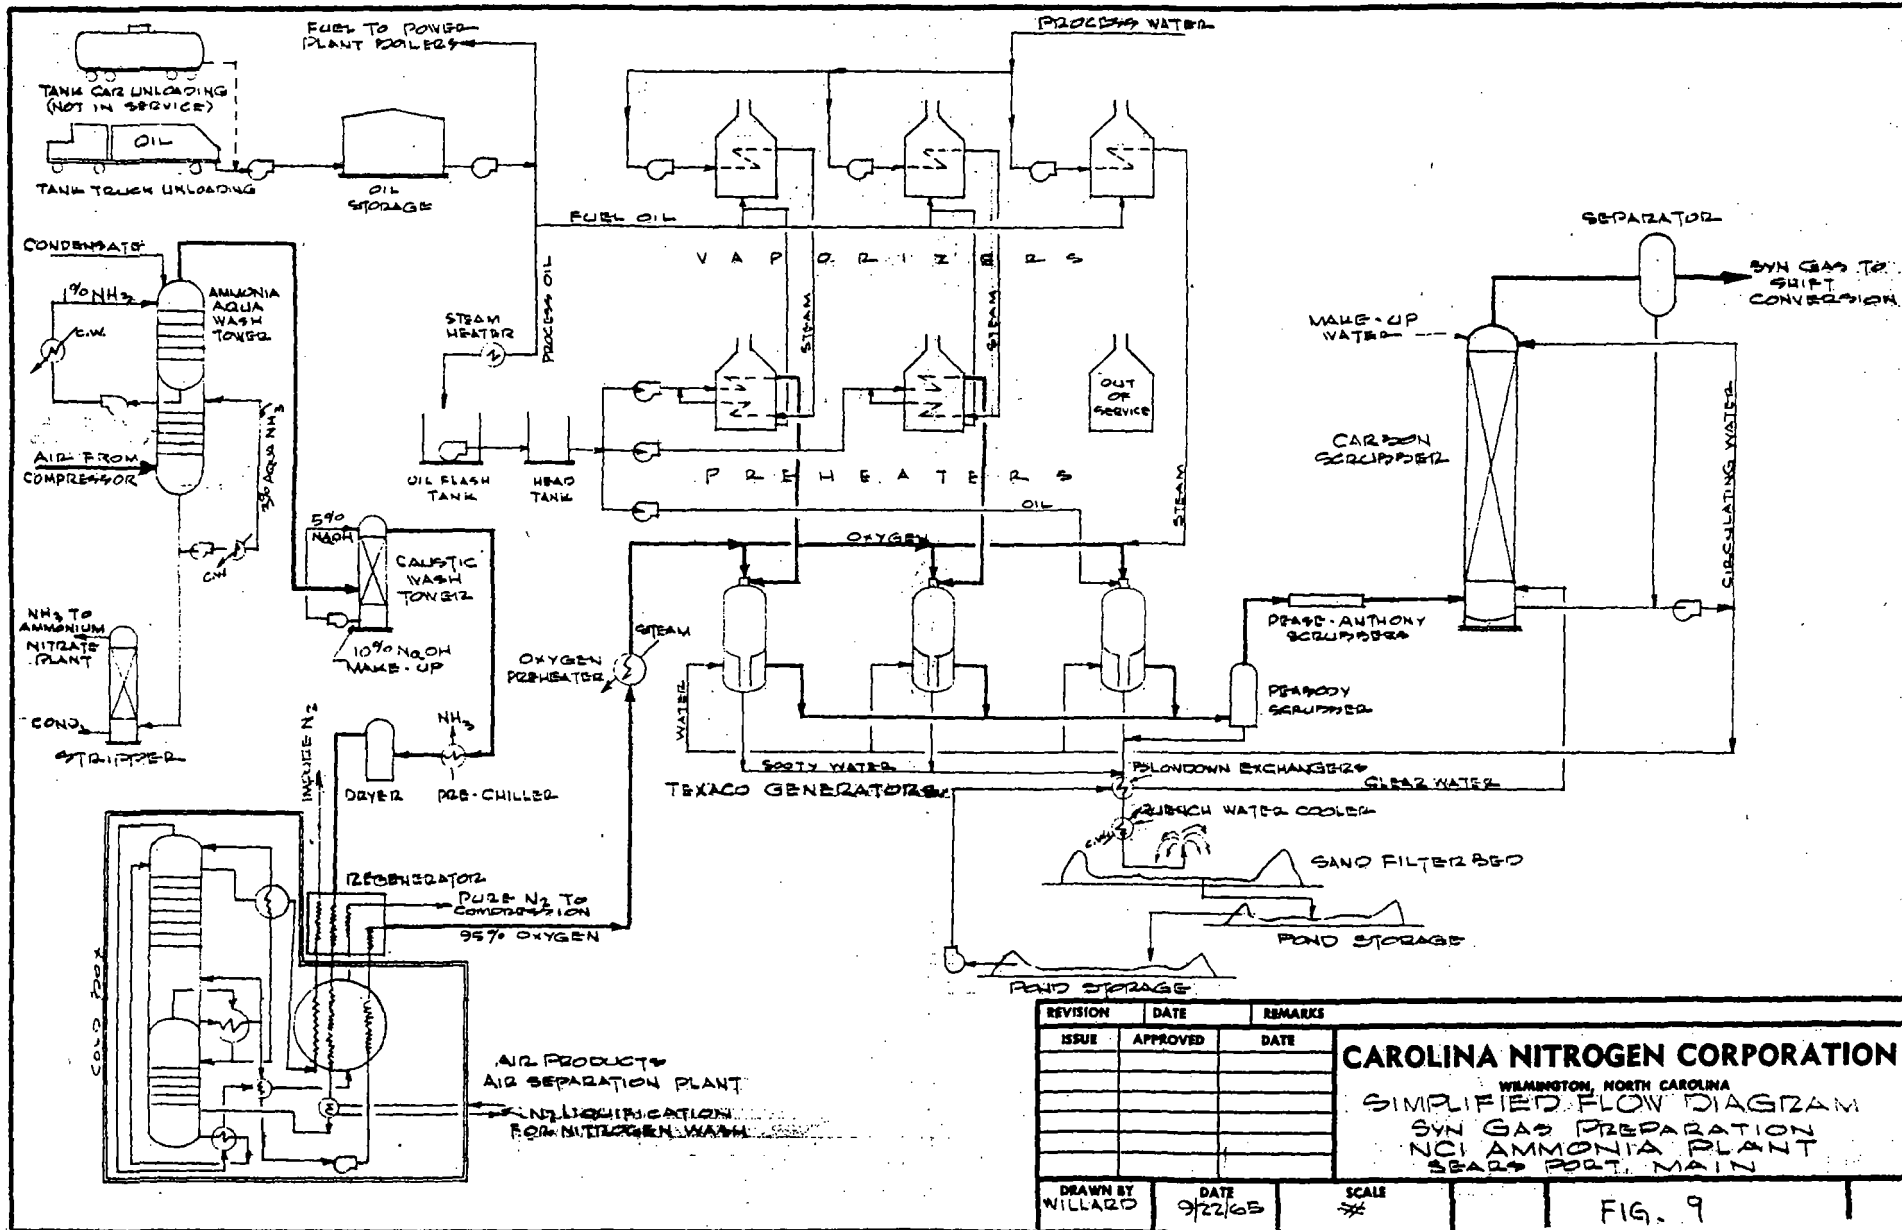 FUEL TO POWER
PLANT BOILERS
PROCESS WATER
TANK CAR UNLOADING
(NOT IN SERVICE)
OIL
TANK TRUCK UNLOADING
OIL
STORAGE
FUEL OIL
VAPORIZERS
SEPARATOR
SYN GAS TO
SHIFT
CONVERSION
CONDENSATE
1% NH3
AMMONIA
AQUA
WASH
TOWER
C.W.
STEAM
HEATER
PROCESS OIL
STEAM
STEAM
MAKE-UP
WATER
OUT
OF
SERVICE
CARBON
SCRUBBER
CIRCULATING WATER
AIR FROM
COMPRESSOR
3% AQUA NH3
OIL FLASH
TANK
HEAD
TANK
PREHEATERS
OIL
STEAM
5%
NaOH
CAUSTIC
WASH
TOWER
C.W.
OXYGEN
NH3 TO
AMMONIUM
NITRATE
PLANT
10% NaOH
MAKE-UP
STEAM
OXYGEN
PREHEATER
PEASE-ANTHONY
SCRUBBERS
WATER
PEABODY
SCRUBBER
COND.
STRIPPER
IMPURE N2
NH3
DRYER
PRE-CHILLER
SOOTY WATER
BLOWDOWN EXCHANGERS
TEXACO GENERATORS
CLEAR WATER
QUENCH WATER COOLER
C.W.
SAND FILTER BED
REGENERATOR
PURE N2 TO
COMPRESSION
95% OXYGEN
POND STORAGE
POND STORAGE
COLD BOX
AIR PRODUCTS
AIR SEPARATION PLANT
N2 LIQUIFICATION
FOR NITROGEN WASH
REVISION DATE REMARKS
ISSUE APPROVED DATE
CAROLINA NITROGEN CORPORATION
WILMINGTON, NORTH CAROLINA
SIMPLIFIED FLOW DIAGRAM
SYN GAS PREPARATION
NCI AMMONIA PLANT
SEARS PORT, MAIN
DRAWN BY
WILLARD
DATE
9/22/65
SCALE
FIG. 9